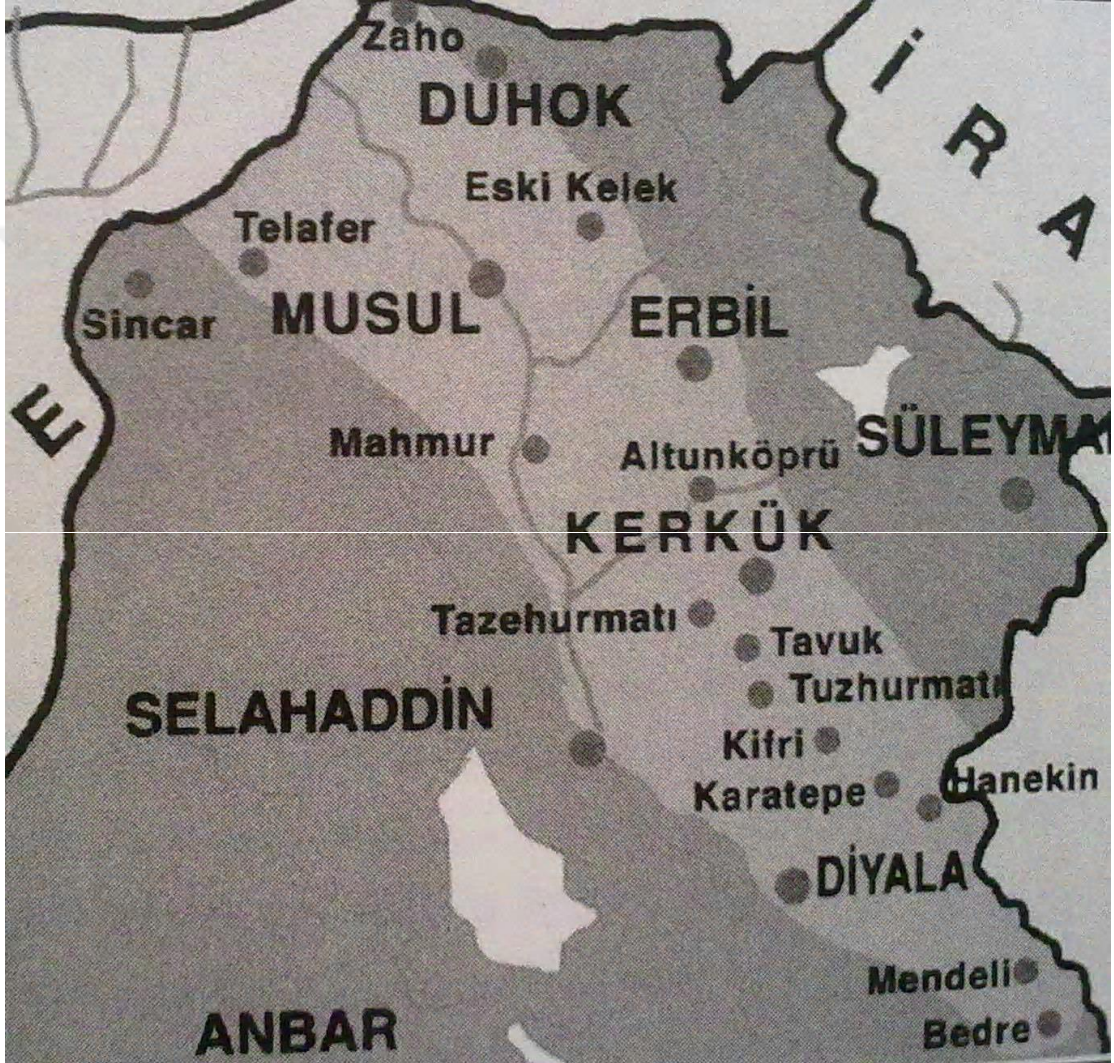 Zaho
DUHOK
İ R A
Eski Kelek
Telafer
MUSUL
Sincar
ERBİL
E
Mahmur
Altunköprü
SÜLEYMA
KERKÜK
Tazehurmatı
Tavuk
Tuzhurmatı
SELAHADDİN
Kifri
Karatepe
Hanekin
DİYALA
Mendeli
Bedre
ANBAR